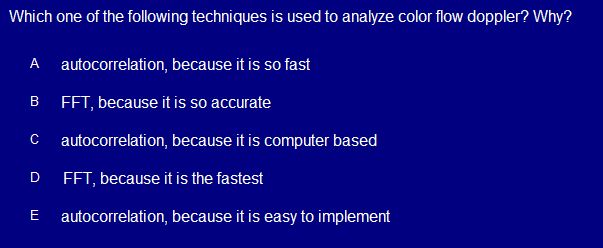 Which one of the following techniques is used to analyze color flow doppler? Why?
A autocorrelation, because it is so fast
B FFT, because it is so accurate
C autocorrelation, because it is computer based
D FFT, because it is the fastest
E autocorrelation, because it is easy to implement